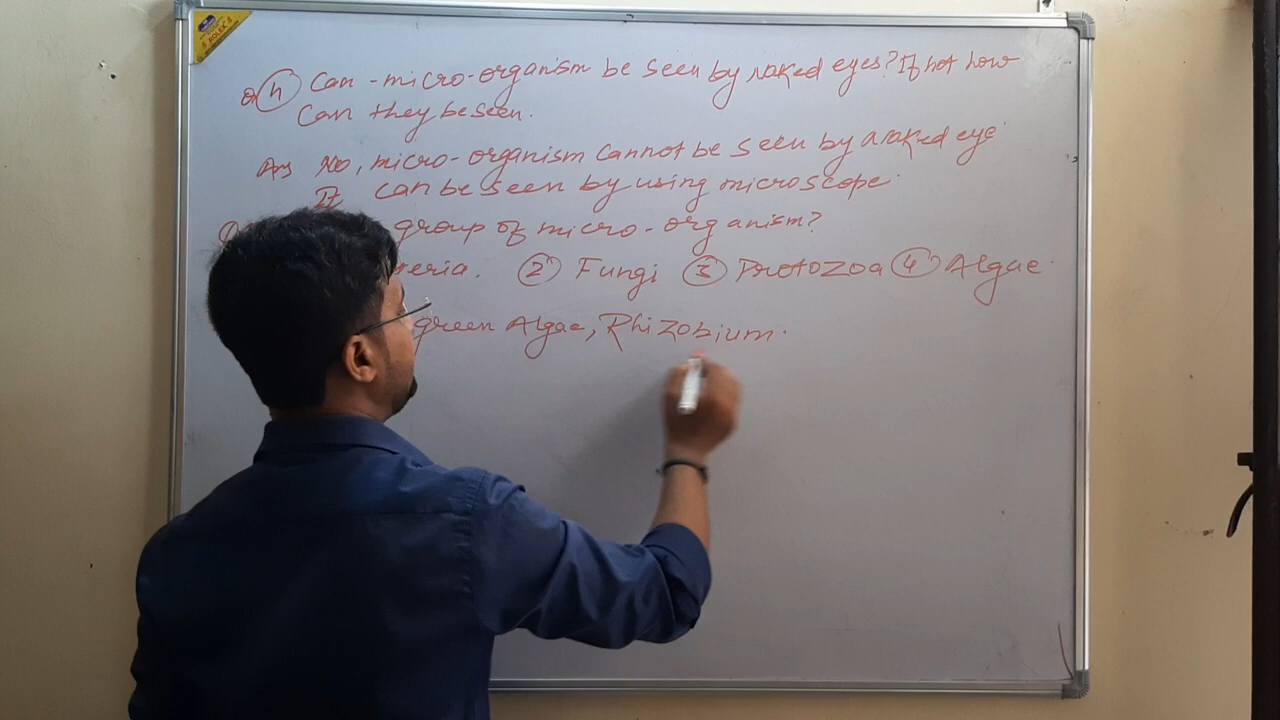 Q (4) Can -micro-organism be seen by naked eyes? If not how
can they be seen.
Ans No, micro-organism cannot be seen by naked eye
It can be seen by using microscope.
group of micro-organism?
eria. (2) Fungi (3) Protozoa (4) Algae.
green Algae, Rhizobium.